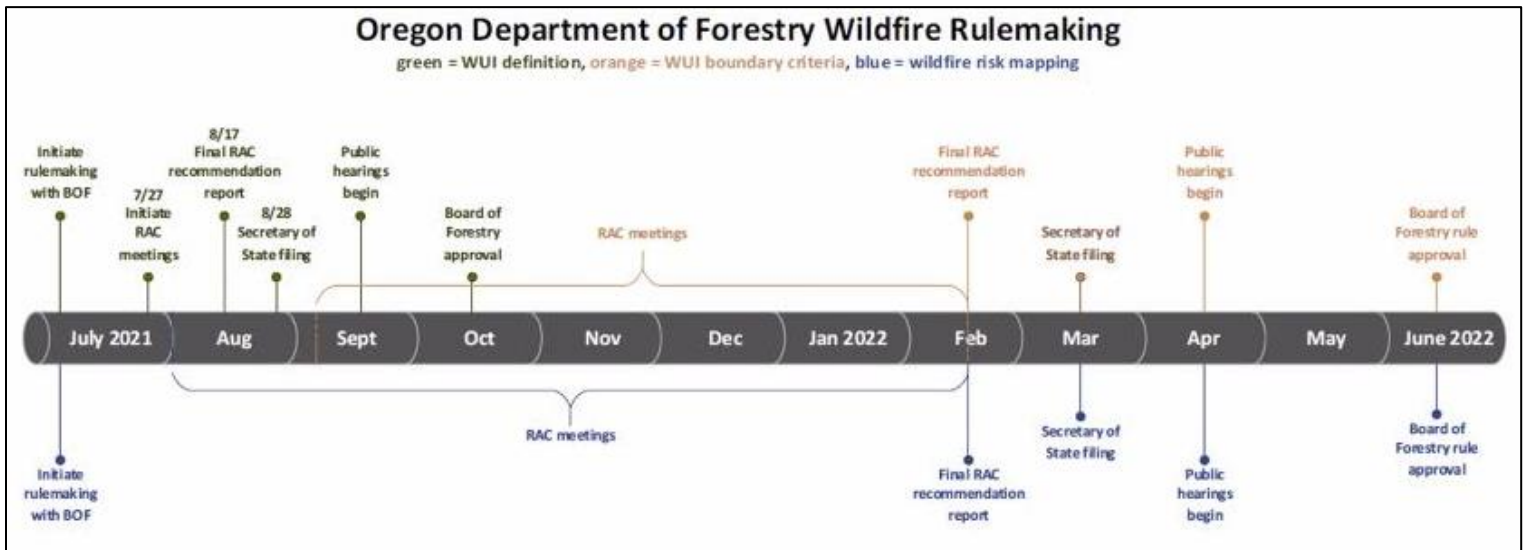 Oregon Department of Forestry Wildfire Rulemaking
green = WUI definition, orange = WUI boundary criteria, blue = wildfire risk mapping
Initiate
rulemaking
with BOF
7/27
Initiate
RAC
meetings
8/17
Final RAC
recommendation
report
8/28
Secretary of
State filing
Public
hearings
begin
Board of
Forestry
approval
RAC meetings
Final RAC
recommendation
report
Secretary of
State filing
Public
hearings
begin
Board of
Forestry rule
approval
July 2021
Aug
Sept
Oct
Nov
Dec
Jan 2022
Feb
Mar
Apr
May
June 2022
Initiate
rulemaking
with BOF
RAC meetings
Final RAC
recommendation
report
Secretary of
State filing
Public
hearings
begin
Board of
Forestry rule
approval